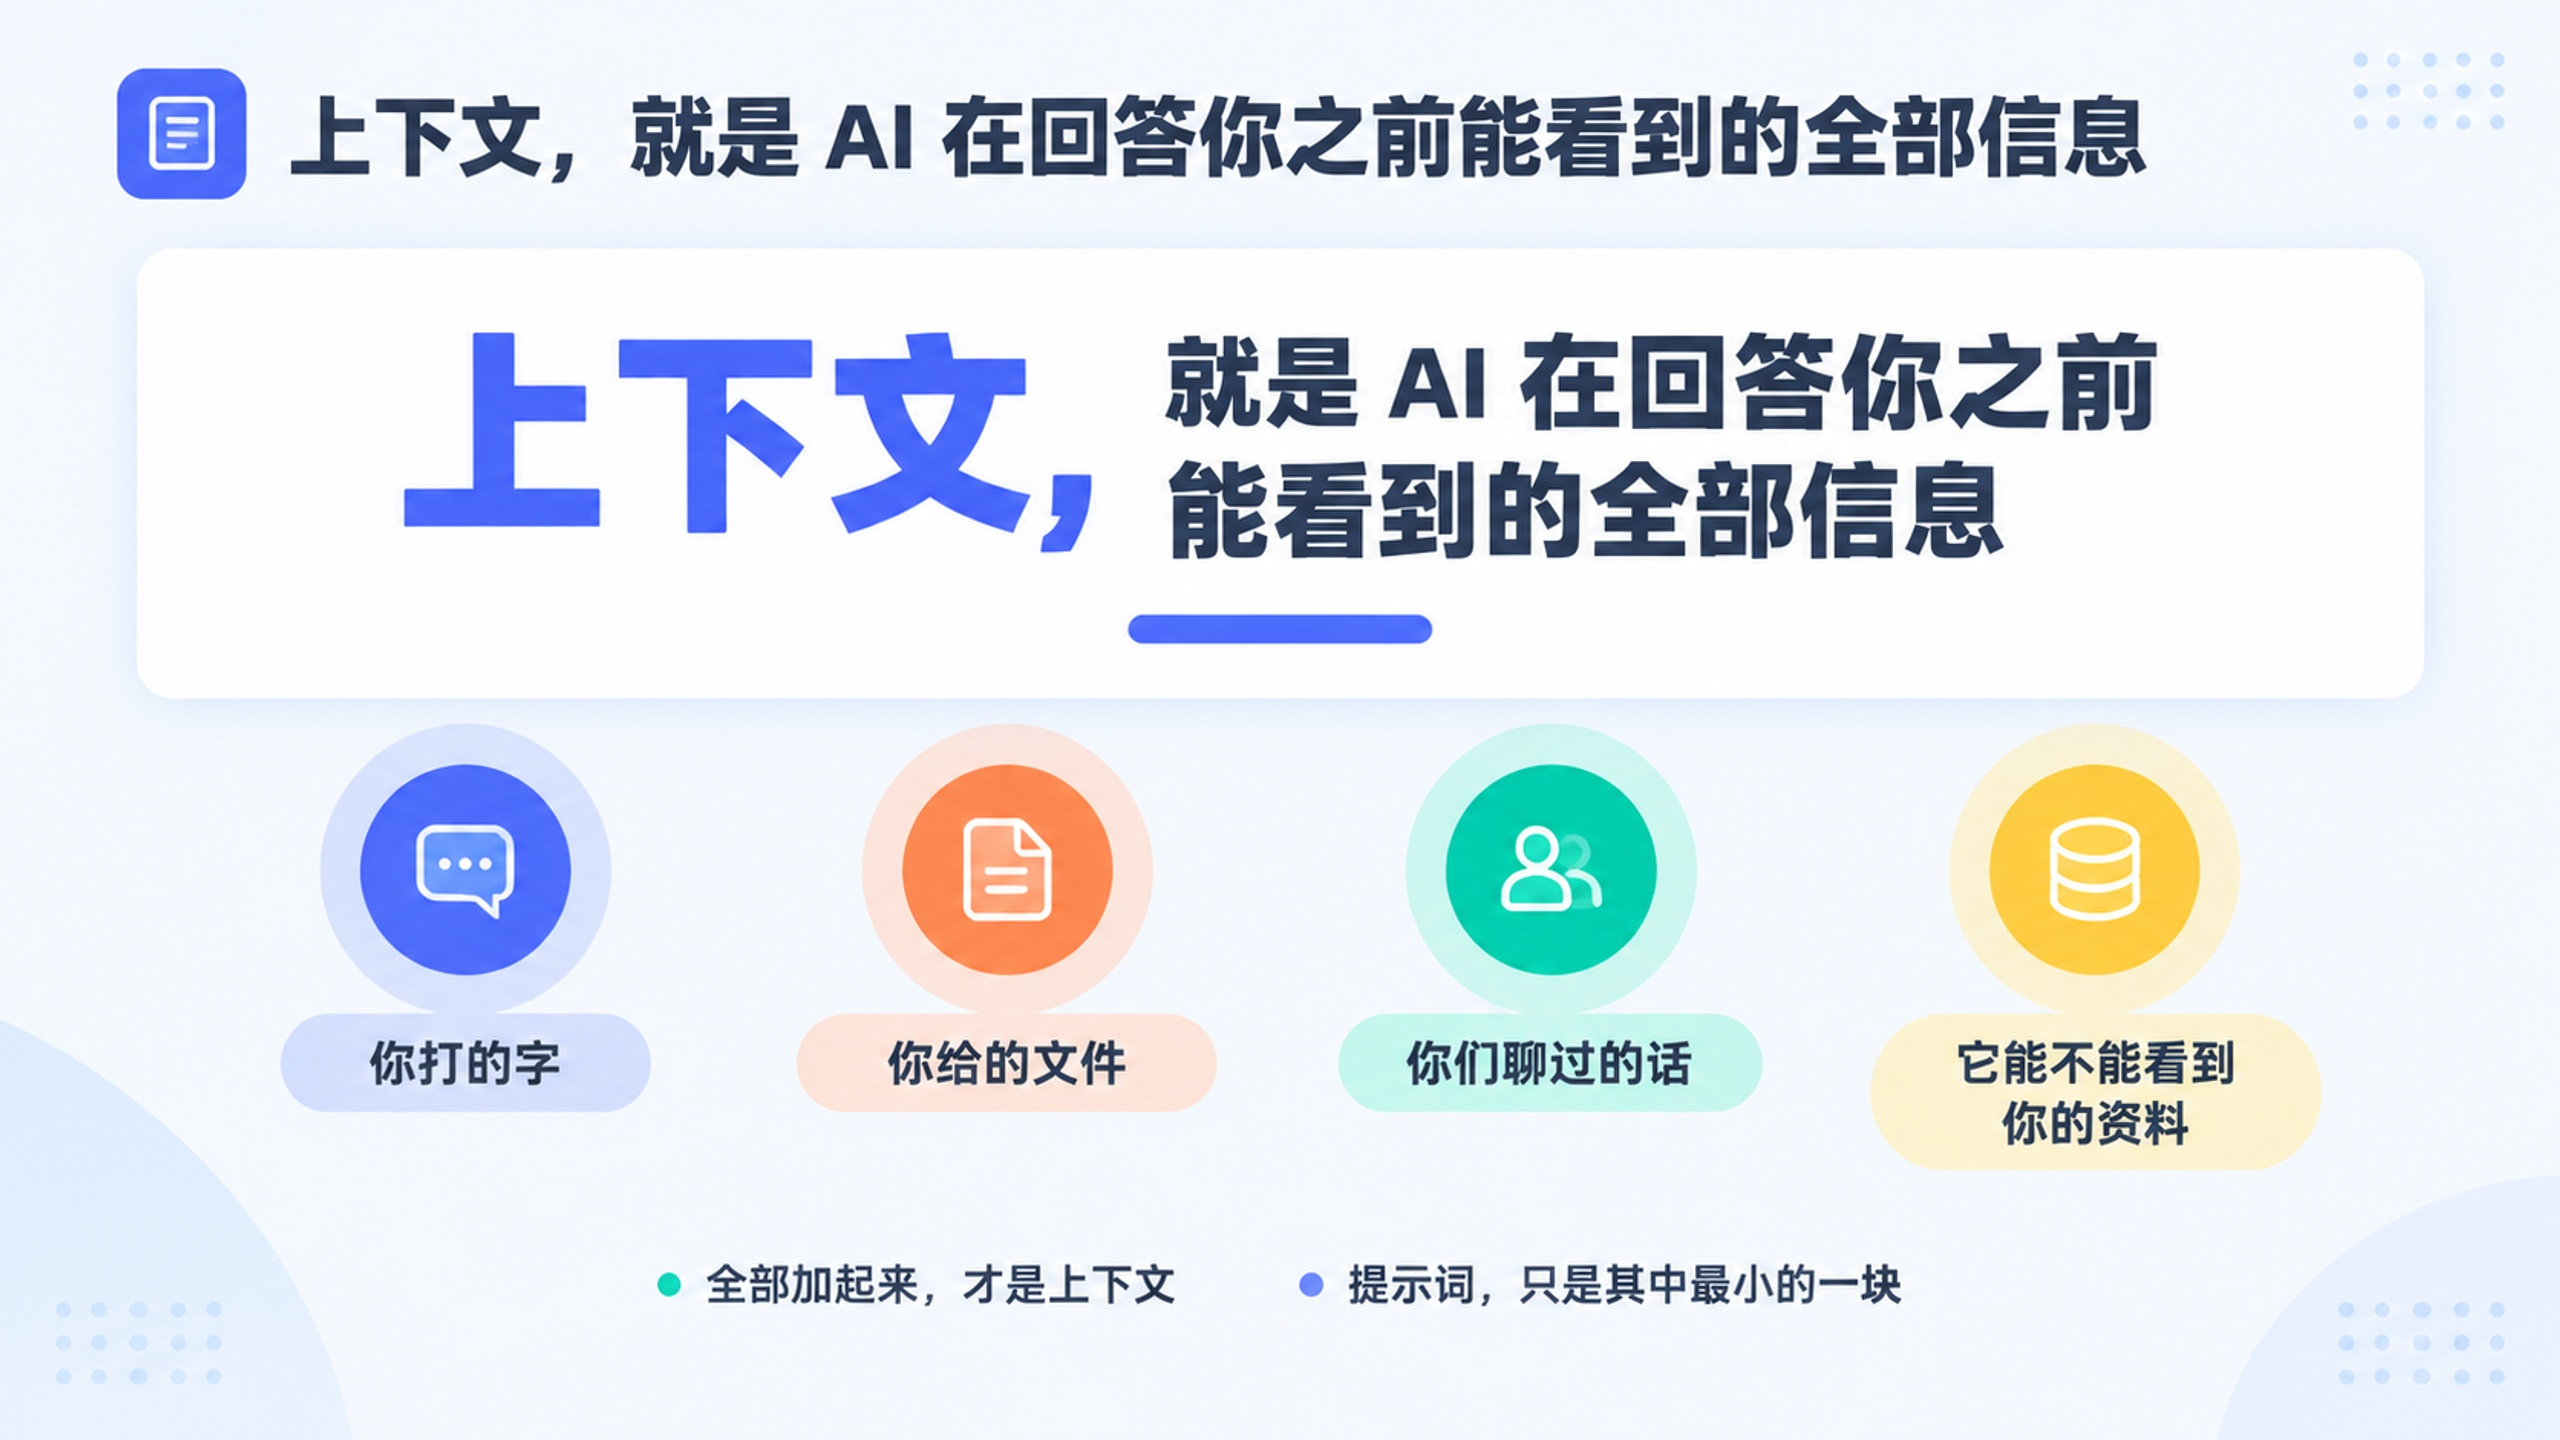 上下文，就是 AI 在回答你之前能看到的全部信息
上下文,
就是 AI 在回答你之前
能看到的全部信息
你打的字
你给的文件
你们聊过的话
它能不能看到
你的资料
全部加起来，才是上下文
提示词，只是其中最小的一块